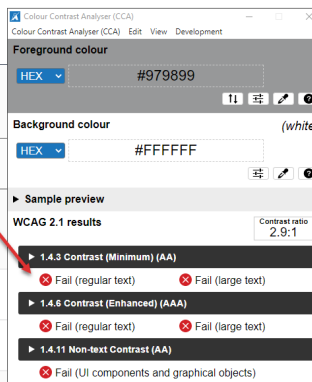 Colour Contrast Analyser (CCA)
Colour Contrast Analyser (CCA) Edit View Development
Foreground colour
HEX #979899
Background colour (white
HEX #FFFFFF
Sample preview
WCAG 2.1 results
Contrast ratio
2.9:1
1.4.3 Contrast (Minimum) (AA)
Fail (regular text) Fail (large text)
1.4.6 Contrast (Enhanced) (AAA)
Fail (regular text) Fail (large text)
1.4.11 Non-text Contrast (AA)
Fail (UI components and graphical objects)